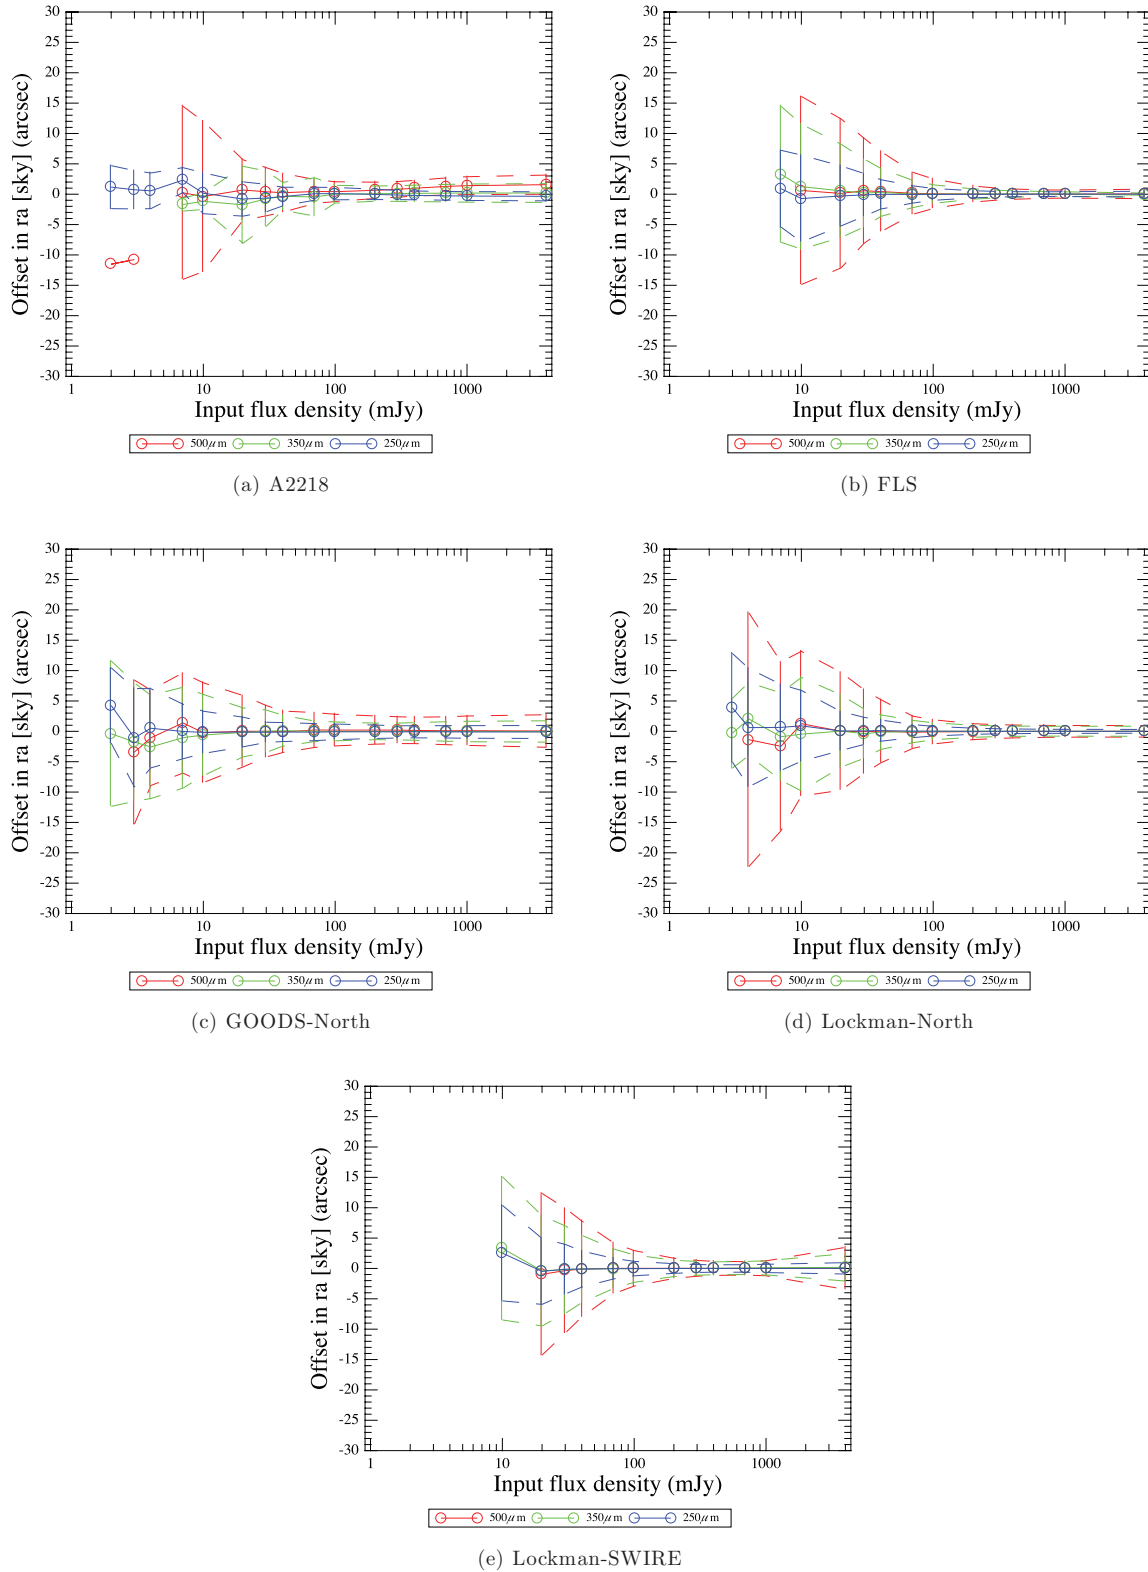 30
25
20
15
10
5
0
-5
-10
-15
-20
-25
-30
Offset in ra [sky] (arcsec)
1 10 100 1000
Input flux density (mJy)
500μm 350μm 250μm
(a) A2218
30
25
20
15
10
5
0
-5
-10
-15
-20
-25
-30
Offset in ra [sky] (arcsec)
1 10 100 1000
Input flux density (mJy)
500μm 350μm 250μm
(b) FLS
30
25
20
15
10
5
0
-5
-10
-15
-20
-25
-30
Offset in ra [sky] (arcsec)
1 10 100 1000
Input flux density (mJy)
500μm 350μm 250μm
(c) GOODS-North
30
25
20
15
10
5
0
-5
-10
-15
-20
-25
-30
Offset in ra [sky] (arcsec)
1 10 100 1000
Input flux density (mJy)
500μm 350μm 250μm
(d) Lockman-North
30
25
20
15
10
5
0
-5
-10
-15
-20
-25
-30
Offset in ra [sky] (arcsec)
1 10 100 1000
Input flux density (mJy)
500μm 350μm 250μm
(e) Lockman-SWIRE